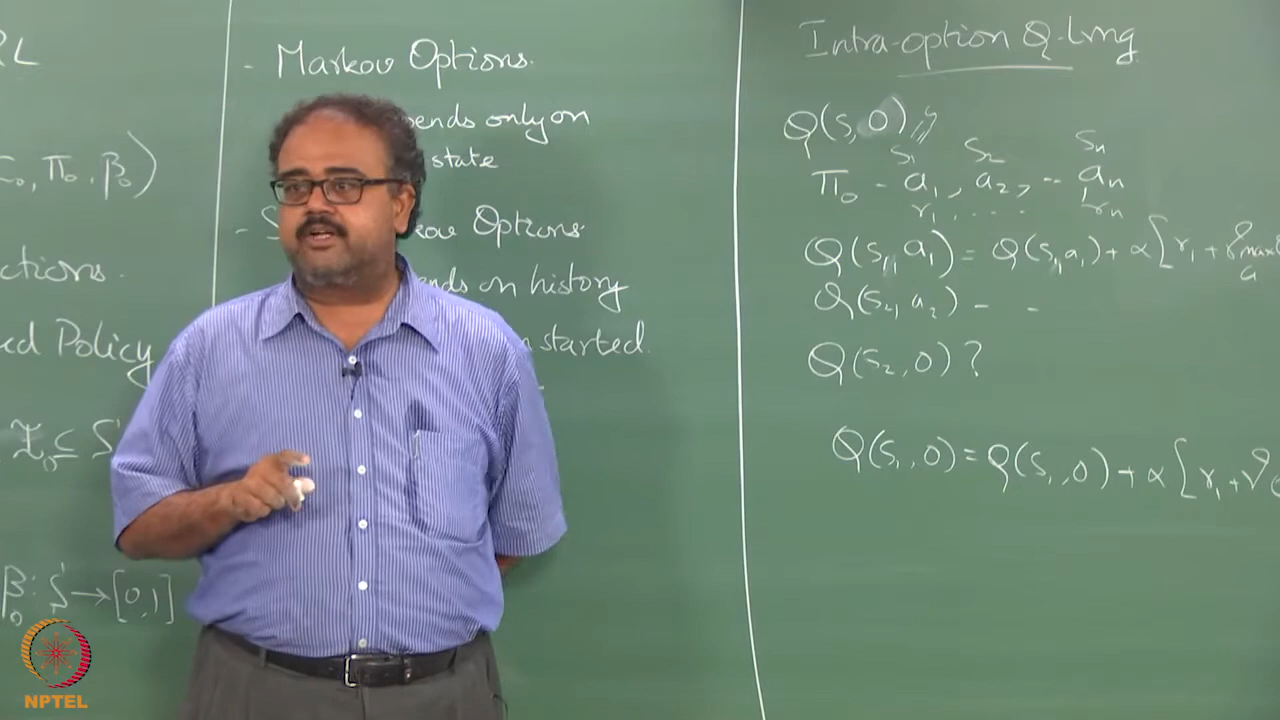 RL
, π₀, β₀)
ctions.
ed Policy
I₀ ⊆ S
β₀: S → [0,1]
- Markov Options.
ends only on
state
- S kov Options.
ends on history
n started.
Intra-option Q-lrng
Q(s, o)
s₁ s₂ sₙ
π₀ - a₁, a₂, - aₙ
r₁, .... rₙ
Q(s₁, a₁) = Q(s₁, a₁) + α[r₁ + γ max
a
Q(s₂, a₂) - -
Q(s₂, o) ?
Q(s₁, o) = Q(s₁, o) + α[r₁ + γ(
NPTEL